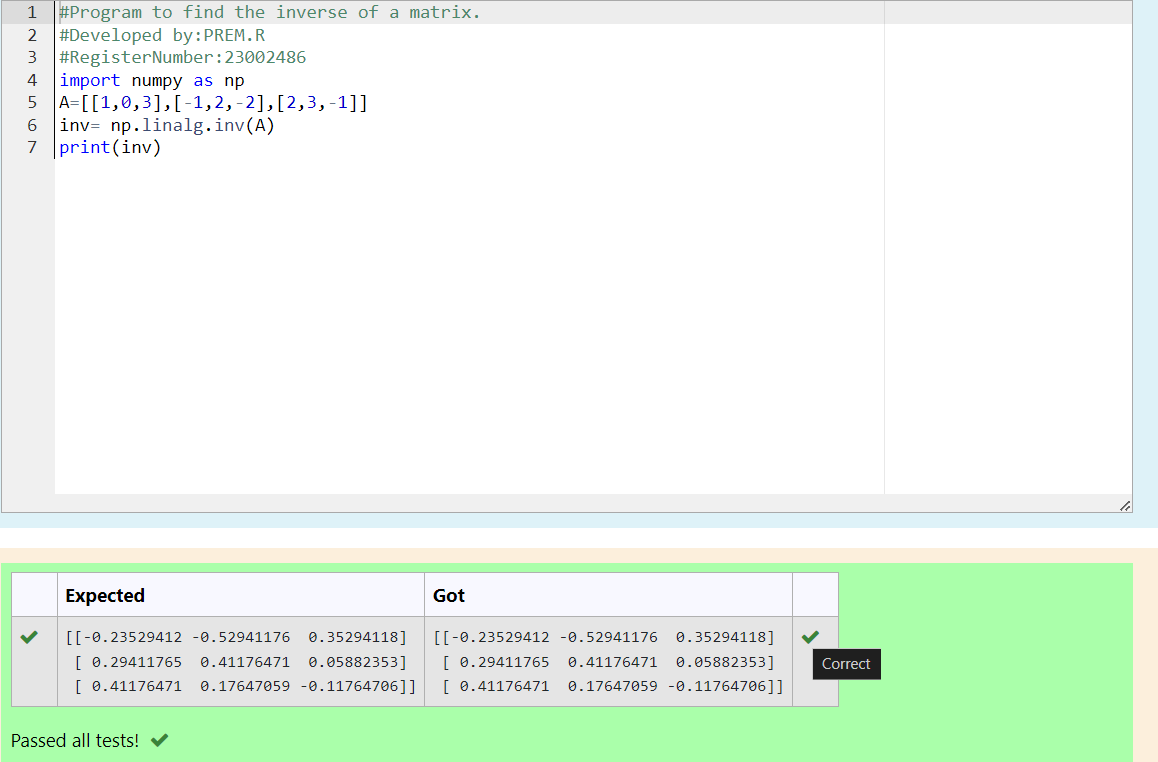 1 #Program to find the inverse of a matrix.
2 #Developed by:PREM.R
3 #RegisterNumber:23002486
4 import numpy as np
5 A=[[1,0,3],[-1,2,-2],[2,3,-1]]
6 inv= np.linalg.inv(A)
7 print(inv)
Expected Got
[[-0.23529412 -0.52941176  0.35294118] [[-0.23529412 -0.52941176  0.35294118]
[ 0.29411765  0.41176471  0.05882353] [ 0.29411765  0.41176471  0.05882353]
Correct
[ 0.41176471  0.17647059 -0.11764706]] [ 0.41176471  0.17647059 -0.11764706]]
Passed all tests!